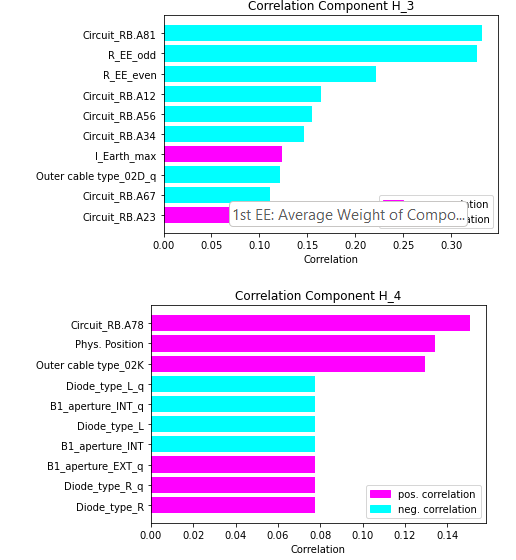 Correlation Component H_3
Circuit_RB.A81
R_EE_odd
R_EE_even
Circuit_RB.A12
Circuit_RB.A56
Circuit_RB.A34
I_Earth_max
Outer cable type_02D_q
Circuit_RB.A67
Circuit_RB.A23
1st EE: Average Weight of Compo...
0.00 0.05 0.10 0.15 0.20 0.25 0.30
Correlation
Correlation Component H_4
Circuit_RB.A78
Phys. Position
Outer cable type_02K
Diode_type_L_q
B1_aperture_INT_q
Diode_type_L
B1_aperture_INT
B1_aperture_EXT_q
Diode_type_R_q
Diode_type_R
pos. correlation
neg. correlation
0.00 0.02 0.04 0.06 0.08 0.10 0.12 0.14
Correlation